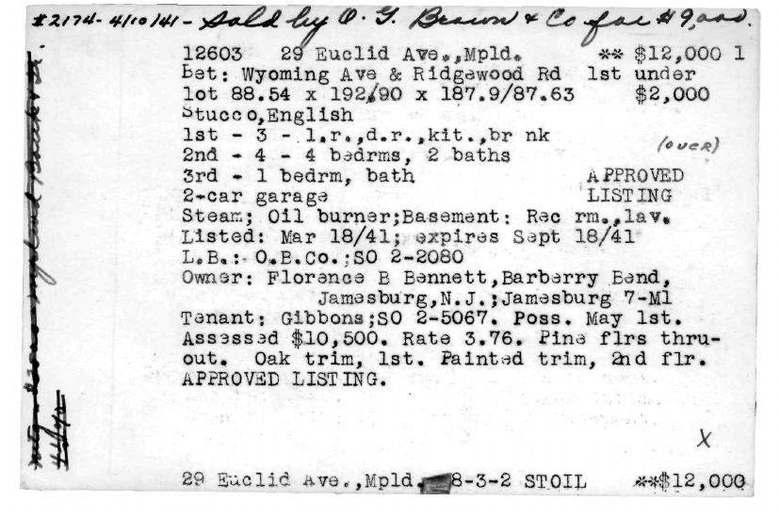 #2174 - 4/10/41 - Sold by O. G. Brown & Co for $9,000.
12603 29 Euclid Ave.,Mpld. ** $12,000 1
bet: Wyoming Ave & Ridgewood Rd 1st under
lot 88.54 x 192/90 x 187.9/87.63 $2,000
Stucco,English
1st - 3 - l.r.,d.r.,kit.,br nk
(OVER)
2nd - 4 - 4 bedrms, 2 baths
3rd - 1 bedrm, bath APPROVED
2-car garage LISTING
Steam; Oil burner;Basement: Rec rm.,lav.
Listed: Mar 18/41; expires Sept 18/41
L.B.: O.B.Co.;SO 2-2080
Owner: Florence B Bennett,Barberry Bend,
Jamesburg,N.J.;Jamesburg 7-M1
Tenant: Gibbons;SO 2-5067. Poss. May 1st.
Assessed $10,500. Rate 3.76. Pine flrs thru-
out. Oak trim, 1st. Painted trim, 2nd flr.
APPROVED LISTING.
X
29 Euclid Ave.,Mpld. 8-3-2 STOIL **$12,000